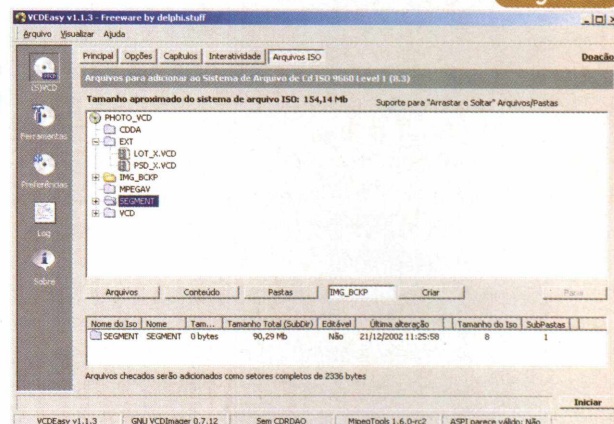 VCDEasy v1.1.3 - Freeware by delphi.stuff
Arquivo Visualizar Ajuda
Principal Opções Capítulos Interatividade Arquivos ISO
Doação
Arquivos para adicionar ao Sistema de Arquivo de Cd ISO 9660 Level 1 (8.3)
Tamanho aproximado do sistema de arquivo ISO: 154,14 Mb
Suporte para "Arrastar e Soltar" Arquivos/Pastas
(S)VCD
Ferramentas
Preferências
Log
Sobre
PHOTO_VCD
CDDA
EXT
LOT_X.VCD
PSD_X.VCD
IMG_BCKP
MPEGAV
SEGMENT
VCD
Arquivos Conteúdo Pastas IMG_BCKP Criar
Nome do Iso Nome Tam... Tamanho Total (SubDir) Editável Última alteração Tamanho do Iso SubPastas
SEGMENT SEGMENT 0 bytes 90,29 Mb Não 21/12/2002 11:25:58 8 1
Arquivos checados serão adicionados como setores completos de 2336 bytes
Iniciar
VCDEasy v1.1.3 GNU VCDImager 0.7.12 Sem CDRDAO MjpegTools 1.6.0-rc2 ASPI parece válido: Não